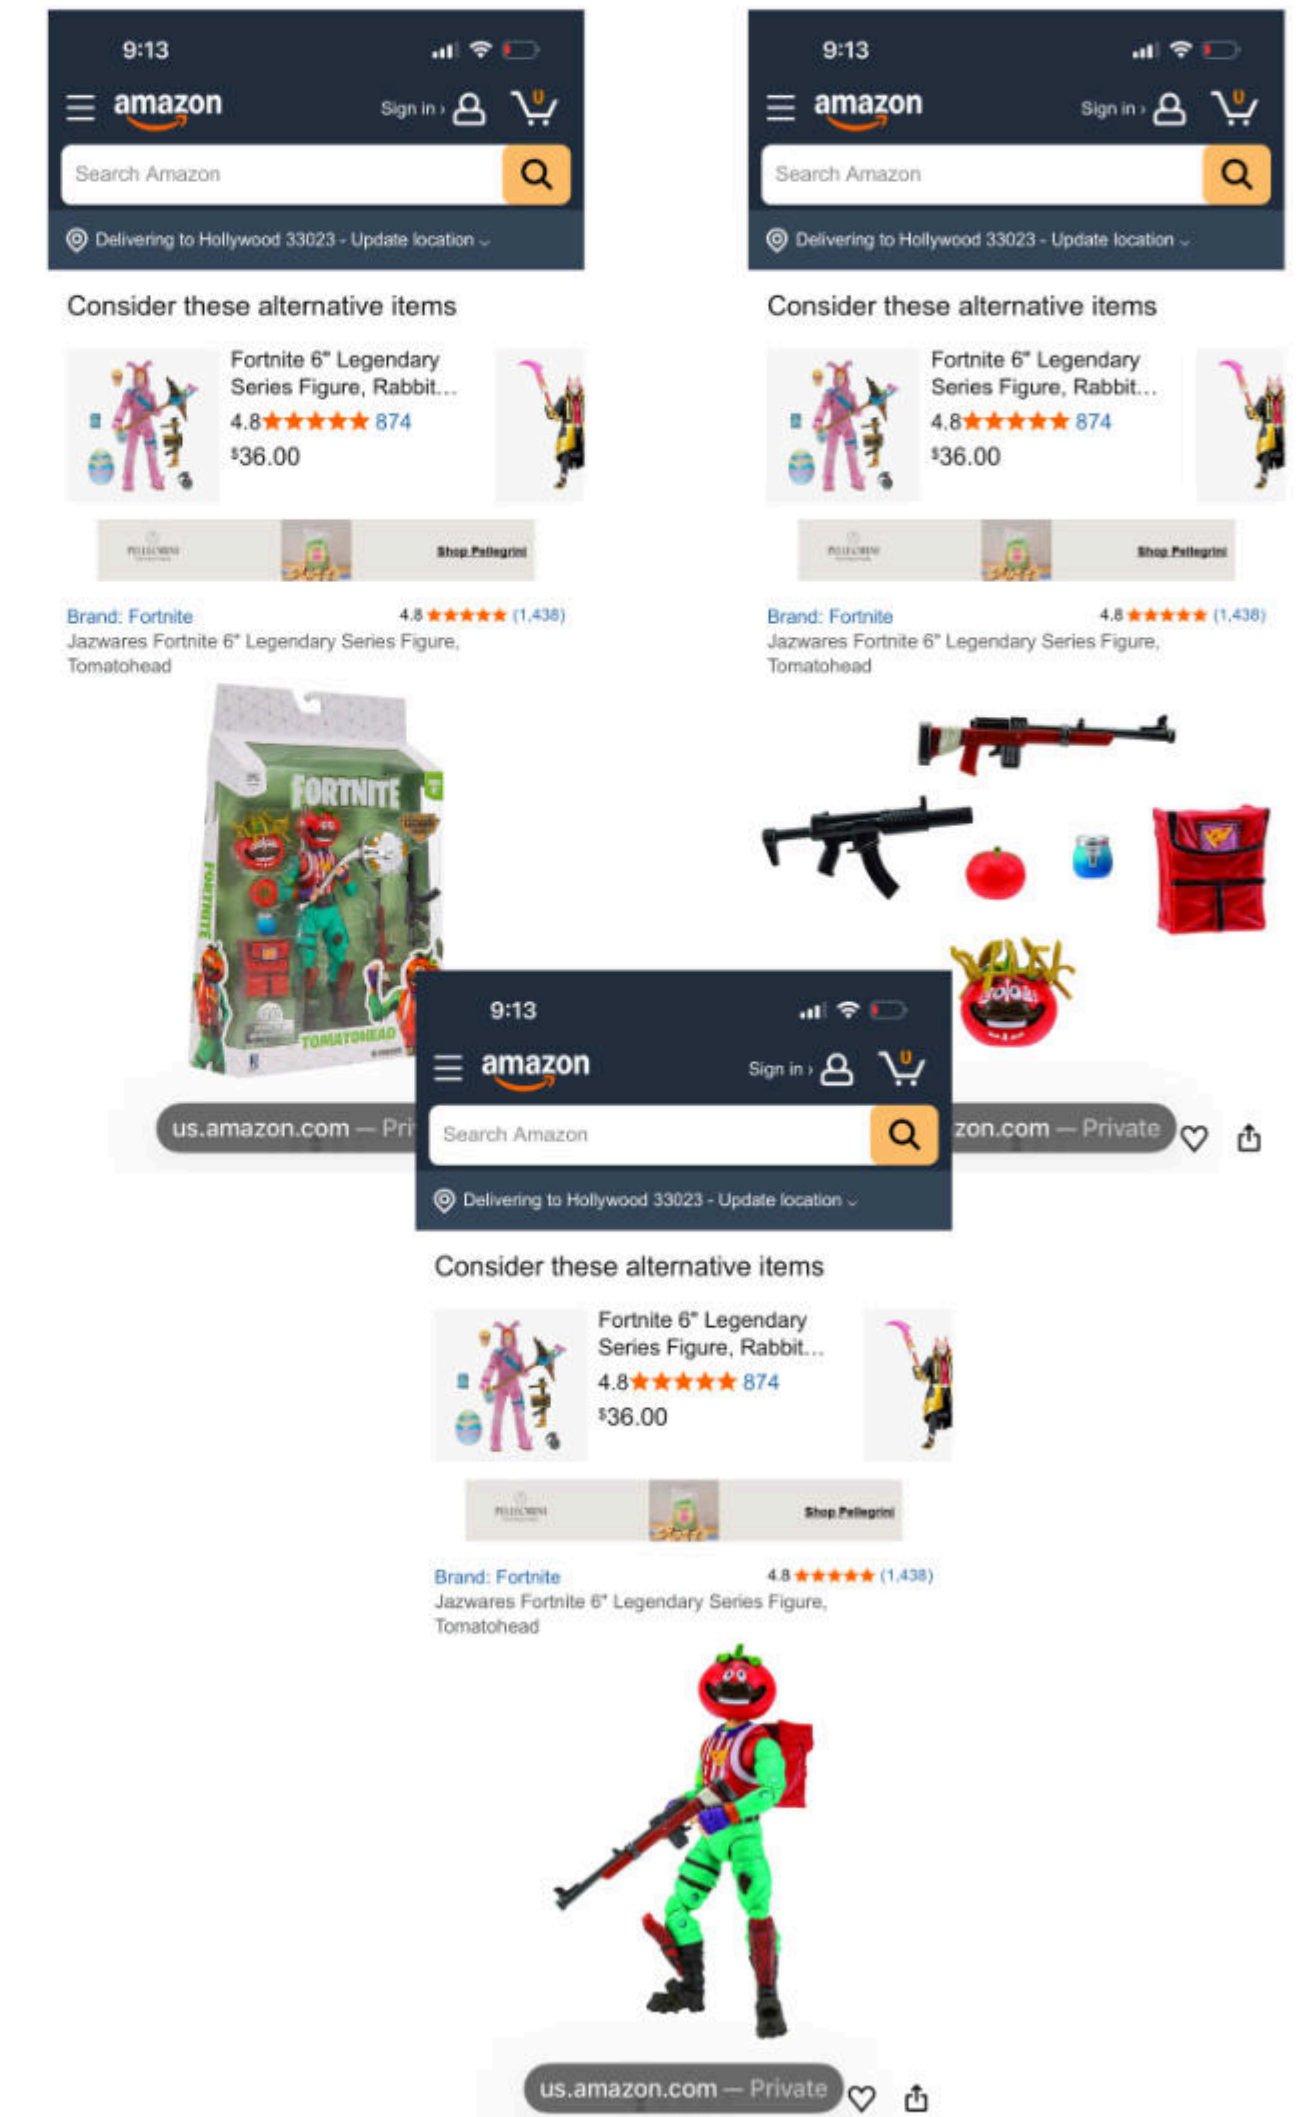 9:13
amazon
Sign in ›
Search Amazon
Delivering to Hollywood 33023 - Update location
Consider these alternative items
Fortnite 6" Legendary
Series Figure, Rabbit...
4.8 874
$36.00
PELLEGRINI
Shop Pellegrini
Brand: Fortnite 4.8 (1,438)
Jazwares Fortnite 6" Legendary Series Figure,
Tomatohead
FORTNITE
FORTNITE
TOMATOHEAD
us.amazon.com — Pri
9:13
amazon
Sign in ›
Search Amazon
Delivering to Hollywood 33023 - Update location
Consider these alternative items
Fortnite 6" Legendary
Series Figure, Rabbit...
4.8 874
$36.00
PELLEGRINI
Shop Pellegrini
Brand: Fortnite 4.8 (1,438)
Jazwares Fortnite 6" Legendary Series Figure,
Tomatohead
zon.com — Private
9:13
amazon
Sign in ›
Search Amazon
Delivering to Hollywood 33023 - Update location
Consider these alternative items
Fortnite 6" Legendary
Series Figure, Rabbit...
4.8 874
$36.00
PELLEGRINI
Shop Pellegrini
Brand: Fortnite 4.8 (1,438)
Jazwares Fortnite 6" Legendary Series Figure,
Tomatohead
us.amazon.com — Private